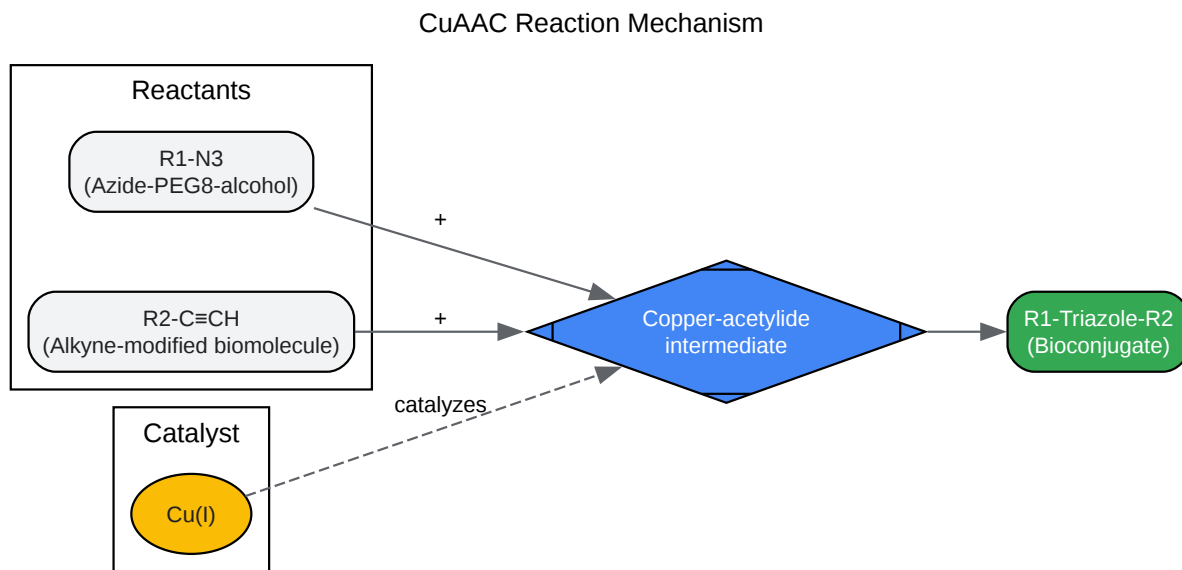 CuAAC Reaction Mechanism
Reactants
R1-N3
(Azide-PEG8-alcohol)
+
R2-C≡CH
(Alkyne-modified biomolecule)
+
Copper-acetylide
intermediate
R1-Triazole-R2
(Bioconjugate)
catalyzes
Catalyst
Cu(I)